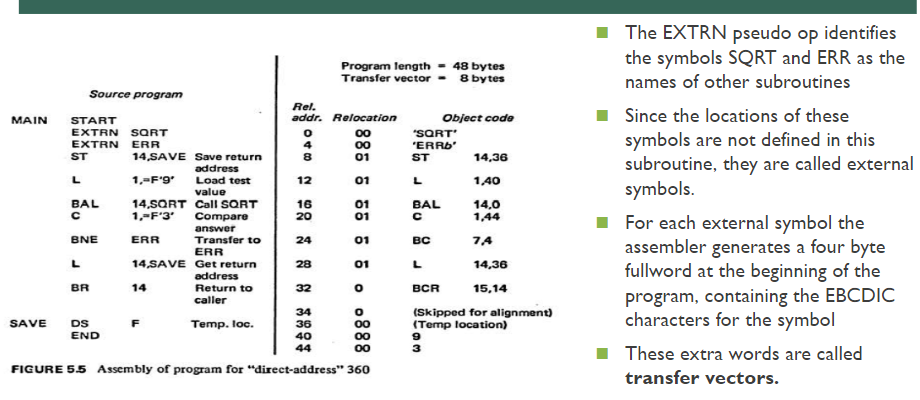 Program length = 48 bytes
Transfer vector = 8 bytes
Source program
Rel.
addr. Relocation Object code
MAIN START
EXTRN SQRT 0 00 'SQRT'
EXTRN ERR 4 00 'ERRb'
ST 14,SAVE Save return 8 01 ST 14,36
address
L 1,=F'9' Load test 12 01 L 1,40
value
BAL 14,SQRT Call SQRT 16 01 BAL 14,0
C 1,=F'3' Compare 20 01 C 1,44
answer
BNE ERR Transfer to 24 01 BC 7,4
ERR
L 14,SAVE Get return 28 01 L 14,36
address
BR 14 Return to 32 0 BCR 15,14
caller
34 0 (Skipped for alignment)
SAVE DS F Temp. loc. 36 00 (Temp location)
END 40 00 9
44 00 3
FIGURE 5.5 Assembly of program for "direct-address" 360
The EXTRN pseudo op identifies
the symbols SQRT and ERR as the
names of other subroutines
Since the locations of these
symbols are not defined in this
subroutine, they are called external
symbols.
For each external symbol the
assembler generates a four byte
fullword at the beginning of the
program, containing the EBCDIC
characters for the symbol
These extra words are called
transfer vectors.